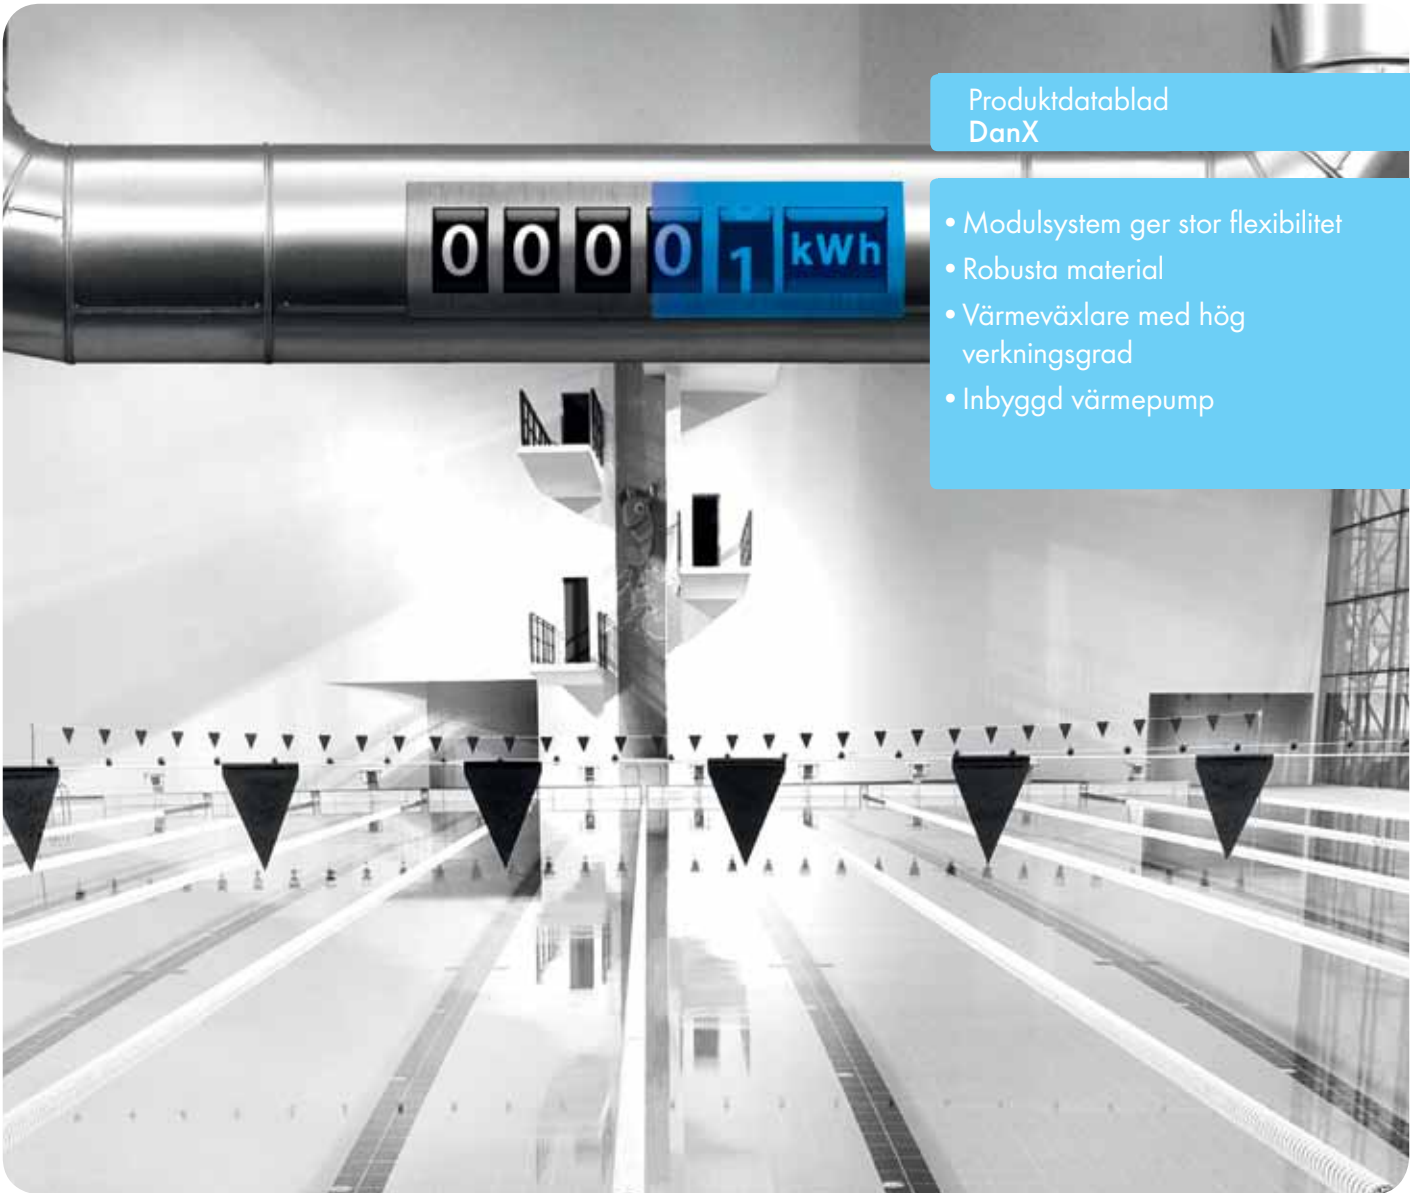 Produktdatablad
DanX
0 0 0 0 1 kWh
• Modulsystem ger stor flexibilitet
• Robusta material
• Värmeväxlare med hög
verkningsgrad
• Inbyggd värmepump